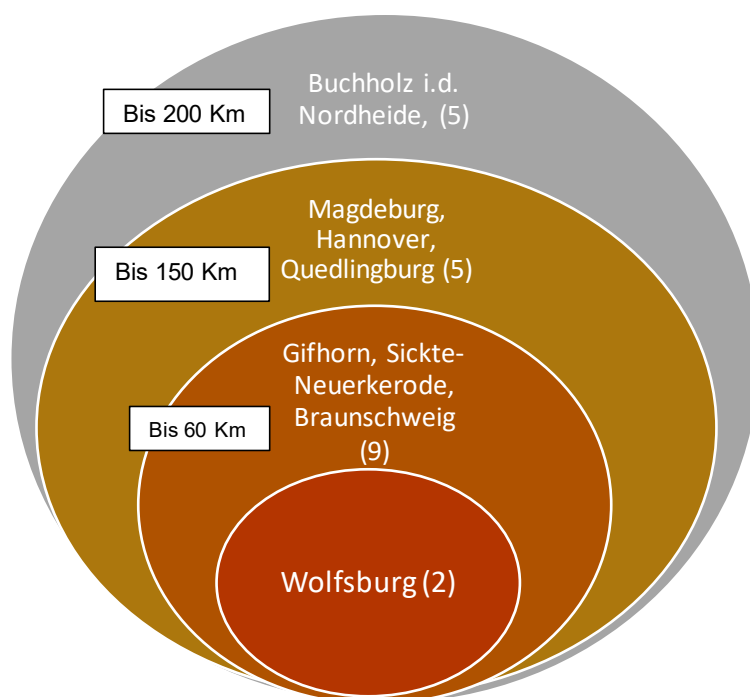 Buchholz i.d.
Nordheide, (5)
Bis 200 Km
Magdeburg,
Hannover,
Quedlingburg (5)
Bis 150 Km
Gifhorn, Sickte-
Neuerkerode,
Braunschweig
(9)
Bis 60 Km
Wolfsburg (2)